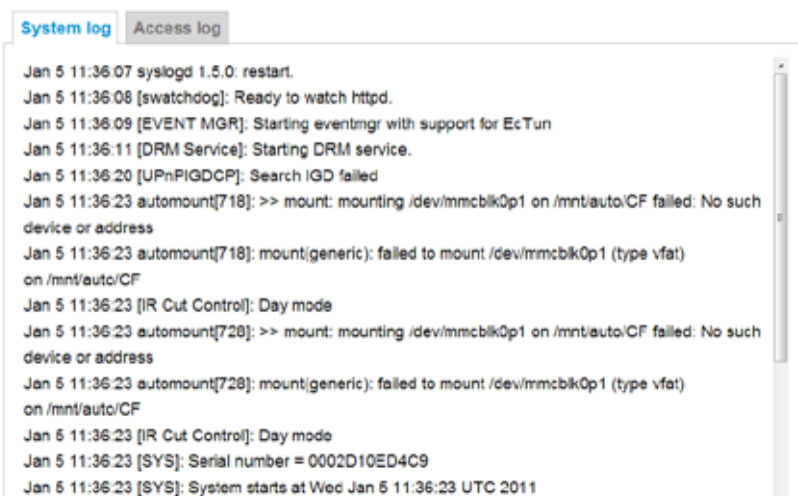 System log Access log
Jan 5 11:36:07 syslogd 1.5.0: restart.
Jan 5 11:36:08 [swatchdog]: Ready to watch httpd.
Jan 5 11:36:09 [EVENT MGR]: Starting eventmgr with support for EcTun
Jan 5 11:36:11 [DRM Service]: Starting DRM service.
Jan 5 11:36:20 [UPnPIGDCP]: Search IGD failed
Jan 5 11:36:23 automount[718]: >> mount: mounting /dev/mmcblk0p1 on /mnt/auto/CF failed: No such
device or address
Jan 5 11:36:23 automount[718]: mount(generic): failed to mount /dev/mmcblk0p1 (type vfat)
on /mnt/auto/CF
Jan 5 11:36:23 [IR Cut Control]: Day mode
Jan 5 11:36:23 automount[728]: >> mount: mounting /dev/mmcblk0p1 on /mnt/auto/CF failed: No such
device or address
Jan 5 11:36:23 automount[728]: mount(generic): failed to mount /dev/mmcblk0p1 (type vfat)
on /mnt/auto/CF
Jan 5 11:36:23 [IR Cut Control]: Day mode
Jan 5 11:36:23 [SYS]: Serial number = 0002D10ED4C9
Jan 5 11:36:23 [SYS]: System starts at Wed Jan 5 11:36:23 UTC 2011